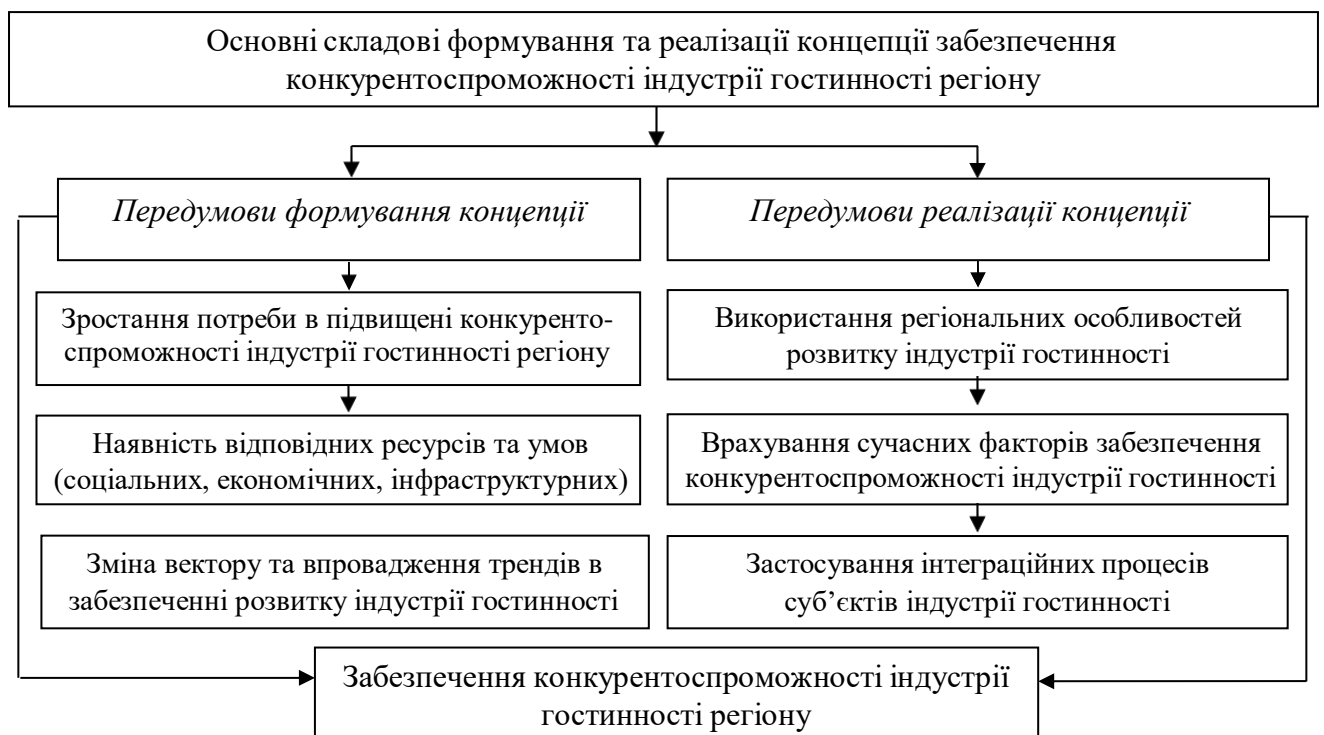 Основні складові формування та реалізації концепції забезпечення
конкурентоспроможності індустрії гостинності регіону
Передумови формування концепції
Передумови реалізації концепції
Зростання потреби в підвищені конкуренто-
спроможності індустрії гостинності регіону
Використання регіональних особливостей
розвитку індустрії гостинності
Наявність відповідних ресурсів та умов
(соціальних, економічних, інфраструктурних)
Врахування сучасних факторів забезпечення
конкурентоспроможності індустрії гостинності
Зміна вектору та впровадження трендів в
забезпеченні розвитку індустрії гостинності
Застосування інтеграційних процесів
суб’єктів індустрії гостинності
Забезпечення конкурентоспроможності індустрії
гостинності регіону